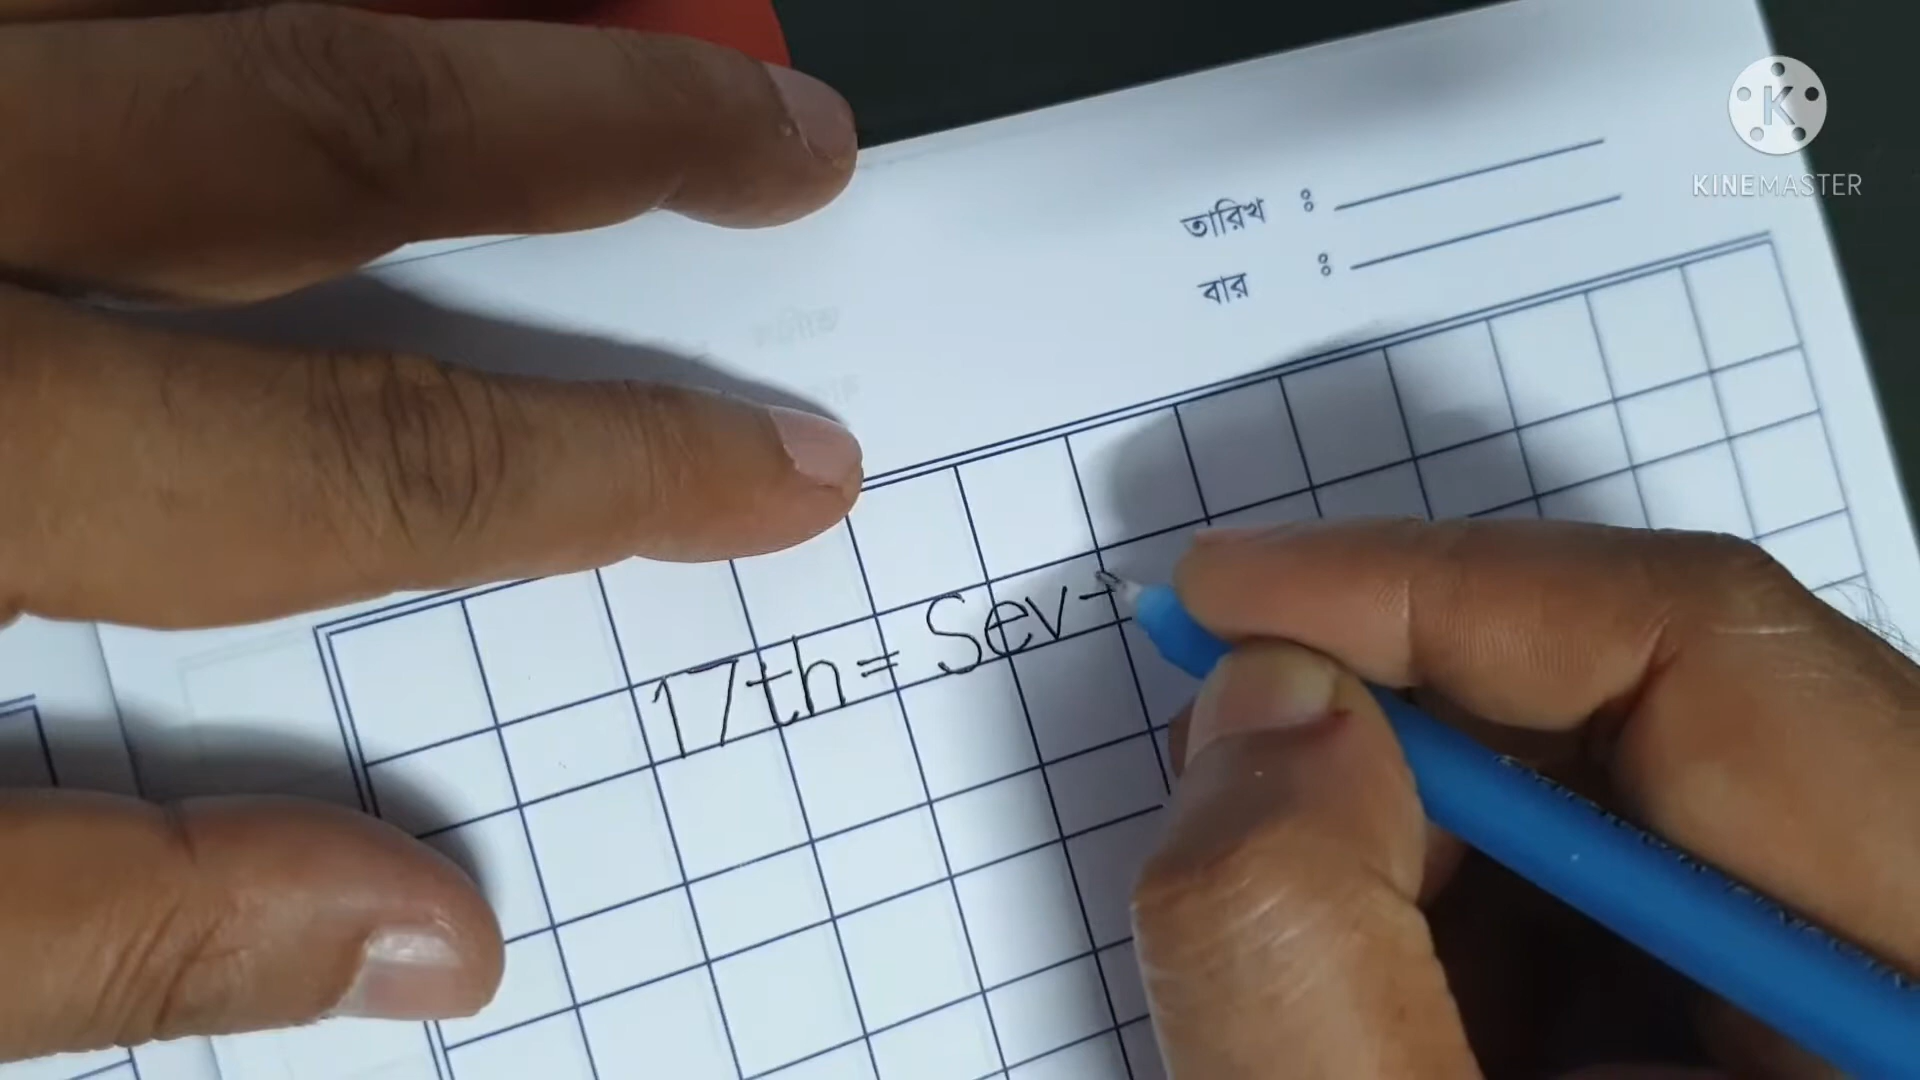 KINEMASTER
তারিখ :
বার :
17th = Sev